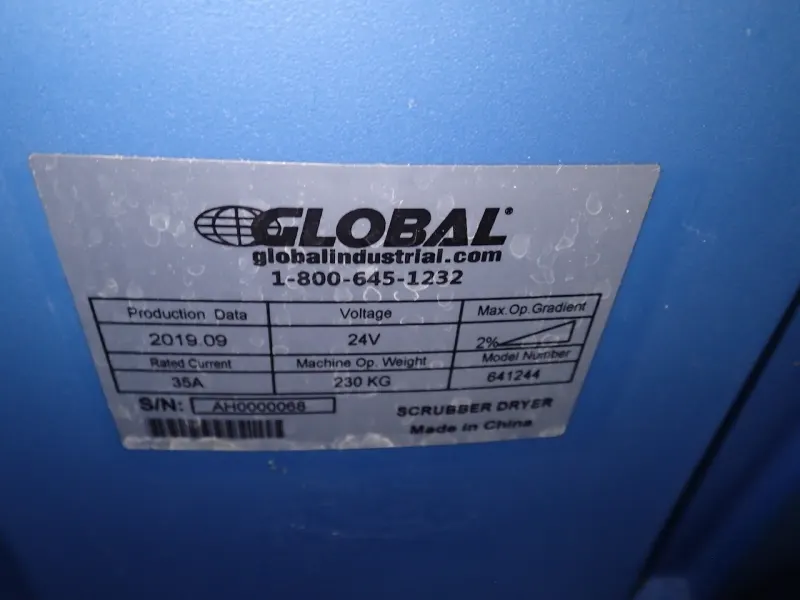 GLOBAL®
globalindustrial.com
1-800-645-1232
Production Data Voltage Max.Op.Gradient
2019.09 24V 2%
Rated Current Machine Op. Weight Model Number
35A 230 KG 641244
S/N: AH0000068 SCRUBBER DRYER
Made in China